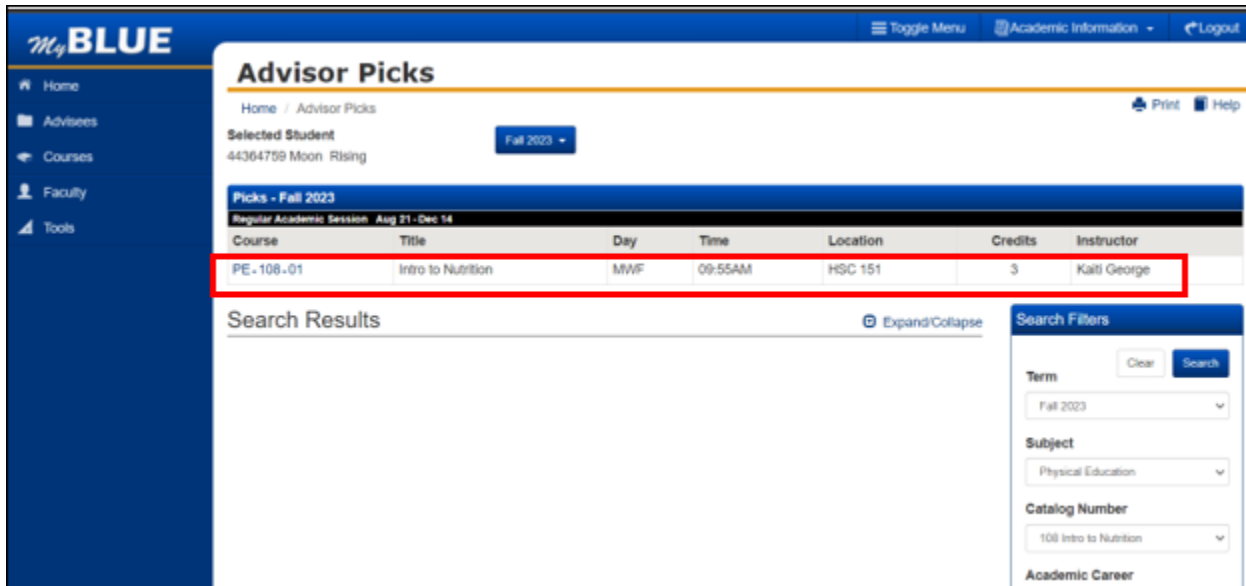 MyBLUE
Toggle Menu Academic Information Logout
Home
Advisees
Courses
Faculty
Tools
Advisor Picks
Home / Advisor Picks
Print Help
Selected Student
44364759 Moon Rising
Fall 2023
Picks - Fall 2023
Regular Academic Session Aug 21-Dec 14
Course Title Day Time Location Credits Instructor
PE-108-01 Intro to Nutrition MWF 09:55AM HSC 151 3 Kaiti George
Search Results
Expand/Collapse
Search Filters
Clear Search
Term
Fall 2023
Subject
Physical Education
Catalog Number
108 Intro to Nutrition
Academic Career